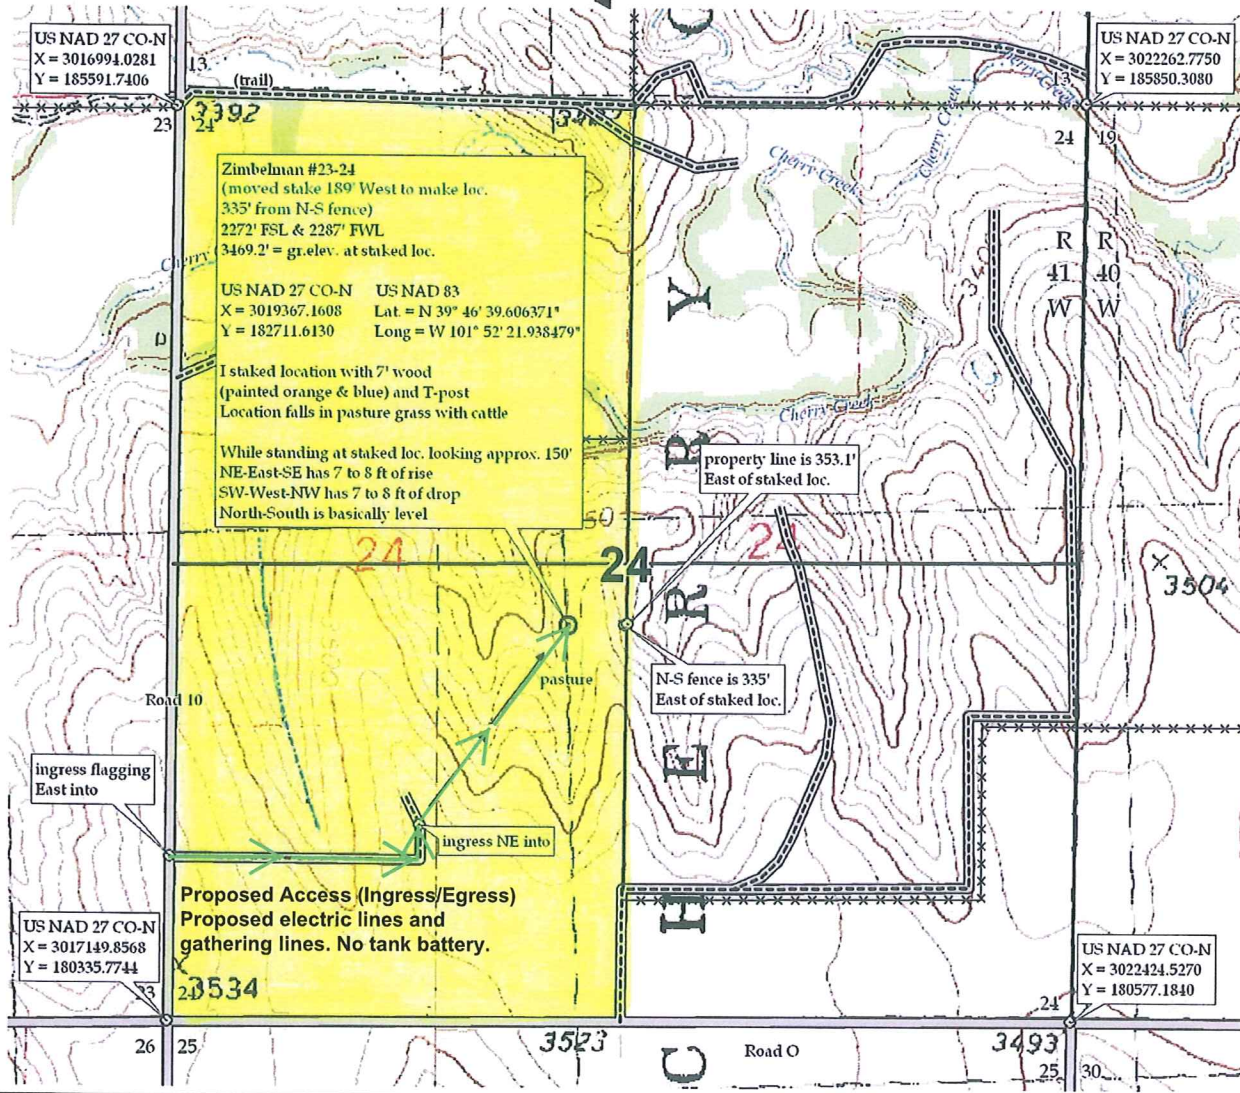 US NAD 27 CO-N
X = 3016994.0281
Y = 185591.7406
US NAD 27 CO-N
X = 3022262.7750
Y = 185850.3080
13
(trail)
13
Cherry Creek
3392
23
24
24
19
Cherry Creek
Cherry Creek
Zimbelman #23-24
(moved stake 189' West to make loc.
335' from N-S fence)
2272' FSL & 2287' FWL
3469.2' = gr.elev. at staked loc.
US NAD 27 CO-N US NAD 83
X = 3019367.1608 Lat. = N 39° 46' 39.606371"
Y = 182711.6130 Long = W 101° 52' 21.938479"
I staked location with 7' wood
(painted orange & blue) and T-post
Location falls in pasture grass with cattle
While standing at staked loc. looking approx. 150'
NE-East-SE has 7 to 8 ft of rise
SW-West-NW has 7 to 8 ft of drop
North-South is basically level
Cherry
R R
41 40
W W
Cherry Creek
property line is 353.1'
East of staked loc.
24
24
24
3504
pasture
N-S fence is 335'
East of staked loc.
Road 10
ingress flagging
East into
ingress NE into
Proposed Access (Ingress/Egress)
Proposed electric lines and
gathering lines. No tank battery.
US NAD 27 CO-N
X = 3017149.8568
Y = 180335.7744
US NAD 27 CO-N
X = 3022424.5270
Y = 180577.1840
23
24
3534
24
26
25
3523
Road O
3493
25
30
C H E R R Y C